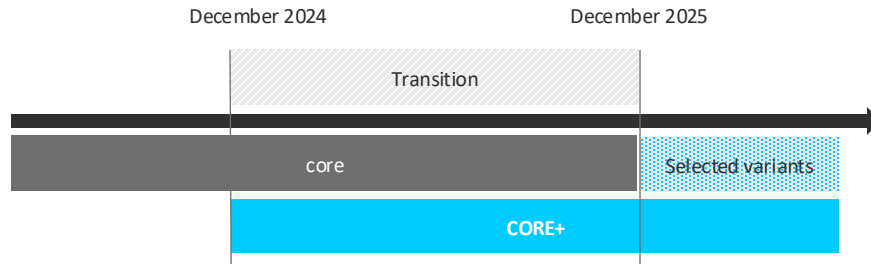 December 2024
December 2025
Transition
core
Selected variants
CORE+